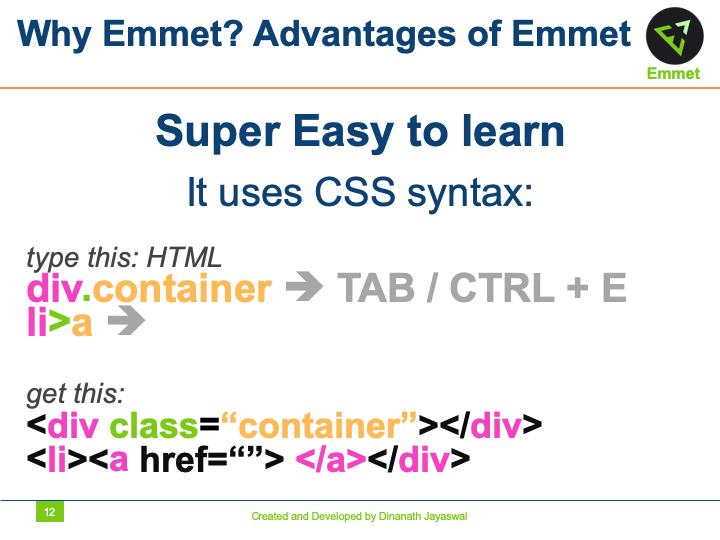 Why Emmet? Advantages of Emmet
Emmet
Super Easy to learn
It uses CSS syntax:
type this: HTML
div.container ➔ TAB / CTRL + E
li>a ➔
get this:
<div class=“container”></div>
<li><a href=“”> </a></div>
12
Created and Developed by Dinanath Jayaswal